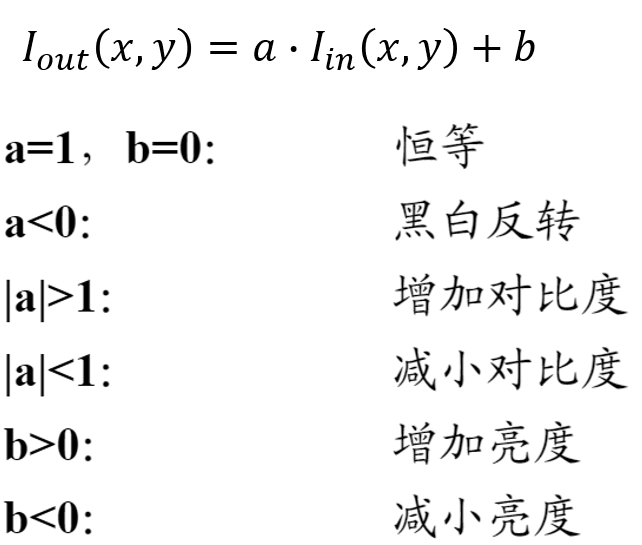 I_{out}(x, y) = a · I_{in}(x, y) + b
a=1，b=0: 恒等
a<0: 黑白反转
|a|>1: 增加对比度
|a|<1: 减小对比度
b>0: 增加亮度
b<0: 减小亮度